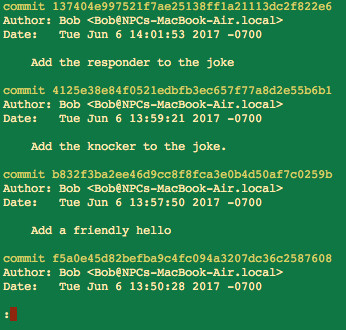 commit 137404e997521f7ae25138ff1a21113dc2f822e6
Author: Bob <Bob@NPCs-MacBook-Air.local>
Date:   Tue Jun 6 14:01:53 2017 -0700
Add the responder to the joke
commit 4125e38e84f0521edbfb3ec657f77a8d2e55b6b1
Author: Bob <Bob@NPCs-MacBook-Air.local>
Date:   Tue Jun 6 13:59:21 2017 -0700
Add the knocker to the joke.
commit b832f3ba2ee46d9cc8f8fca3e0b4d50af7c0259b
Author: Bob <Bob@NPCs-MacBook-Air.local>
Date:   Tue Jun 6 13:57:50 2017 -0700
Add a friendly hello
commit f5a0e45d82befba9c4fc094a3207dc36c2587608
Author: Bob <Bob@NPCs-MacBook-Air.local>
Date:   Tue Jun 6 13:50:28 2017 -0700
: